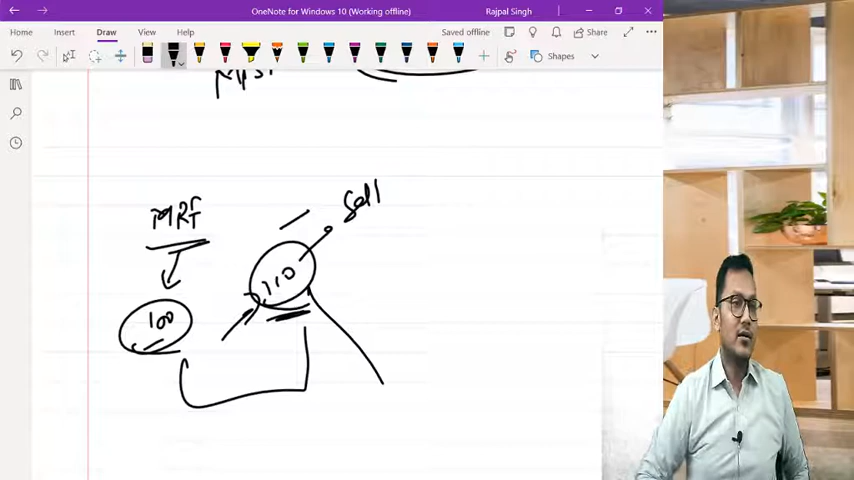 OneNote for Windows 10 (Working offline)
Rajpal Singh
Home Insert Draw View Help
Saved offline
Share
Shapes
MRF
Sell
110
100